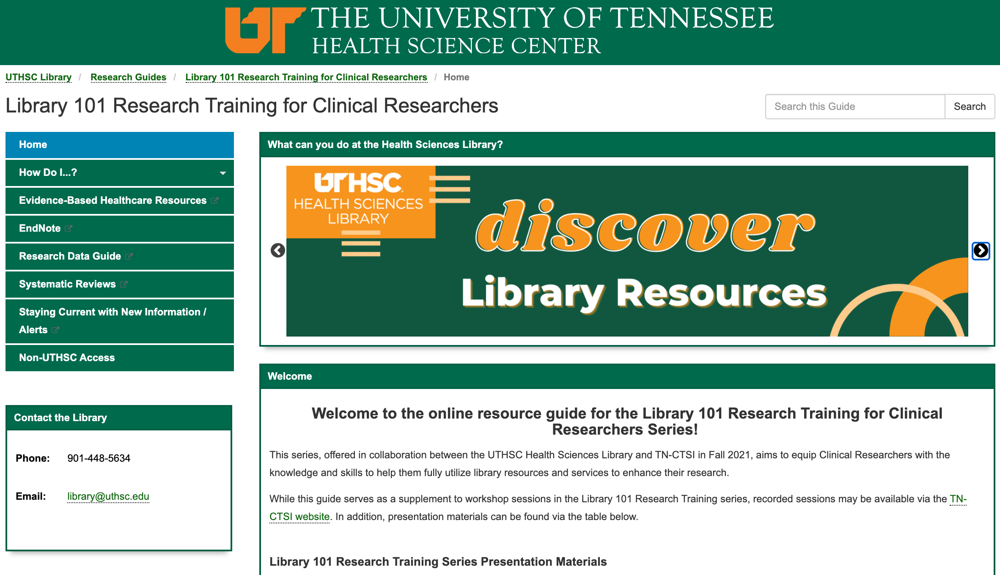 UT THE UNIVERSITY OF TENNESSEE
HEALTH SCIENCE CENTER
UTHSC Library / Research Guides / Library 101 Research Training for Clinical Researchers / Home
Library 101 Research Training for Clinical Researchers
Search this Guide
Search
Home
How Do I...?
Evidence-Based Healthcare Resources
EndNote
Research Data Guide
Systematic Reviews
Staying Current with New Information /
Alerts
Non-UTHSC Access
Contact the Library
Phone: 901-448-5634
Email: library@uthsc.edu
What can you do at the Health Sciences Library?
UTHSC
HEALTH SCIENCES
LIBRARY
discover
Library Resources
Welcome
Welcome to the online resource guide for the Library 101 Research Training for Clinical
Researchers Series!
This series, offered in collaboration between the UTHSC Health Sciences Library and TN-CTSI in Fall 2021, aims to equip Clinical Researchers with the
knowledge and skills to help them fully utilize library resources and services to enhance their research.
While this guide serves as a supplement to workshop sessions in the Library 101 Research Training series, recorded sessions may be available via the TN-
CTSI website. In addition, presentation materials can be found via the table below.
Library 101 Research Training Series Presentation Materials